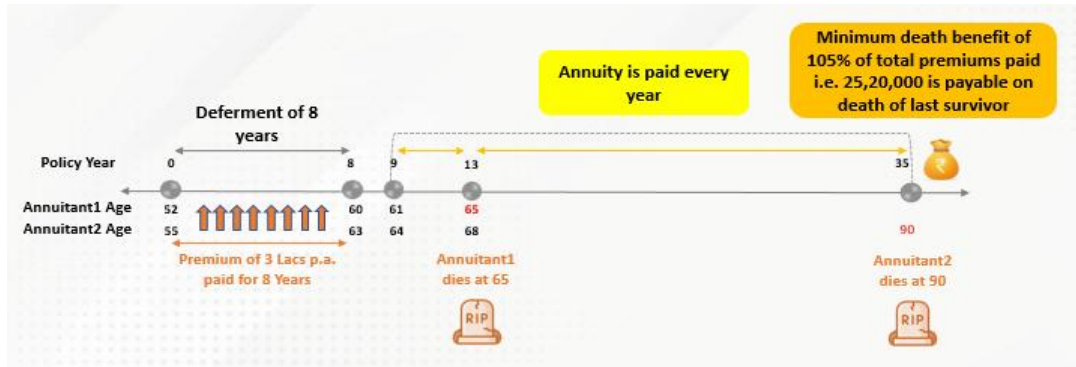 Minimum death benefit of
105% of total premiums paid
i.e. 25,20,000 is payable on
death of last survivor
Annuity is paid every
year
Deferment of 8
years
Policy Year 0 8 9 13 35
₹
Annuitant1 Age 52 60 61 65
Annuitant2 Age 55 63 64 68 90
Premium of 3 Lacs p.a.
paid for 8 Years
Annuitant1
dies at 65
Annuitant2
dies at 90
RIP
RIP